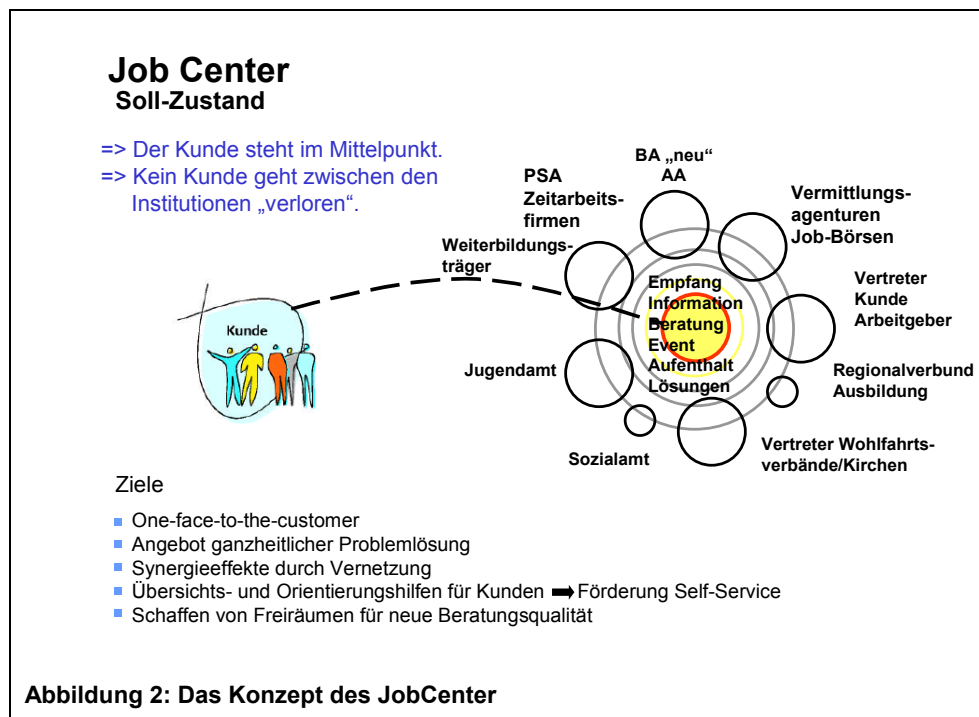 Job Center
Soll-Zustand
=> Der Kunde steht im Mittelpunkt.
=> Kein Kunde geht zwischen den
Institutionen „verloren“.
BA „neu“
AA
PSA
Zeitarbeits-
firmen
Vermittlungs-
agenturen
Job-Börsen
Weiterbildungs-
träger
Vertreter
Kunde
Arbeitgeber
Empfang
Information
Beratung
Event
Aufenthalt
Lösungen
Kunde
Jugendamt
Regionalverbund
Ausbildung
Sozialamt
Vertreter Wohlfahrts-
verbände/Kirchen
Ziele
One-face-to-the-customer
Angebot ganzheitlicher Problemlösung
Synergieeffekte durch Vernetzung
Übersichts- und Orientierungshilfen für Kunden ➡ Förderung Self-Service
Schaffen von Freiräumen für neue Beratungsqualität
Abbildung 2: Das Konzept des JobCenter